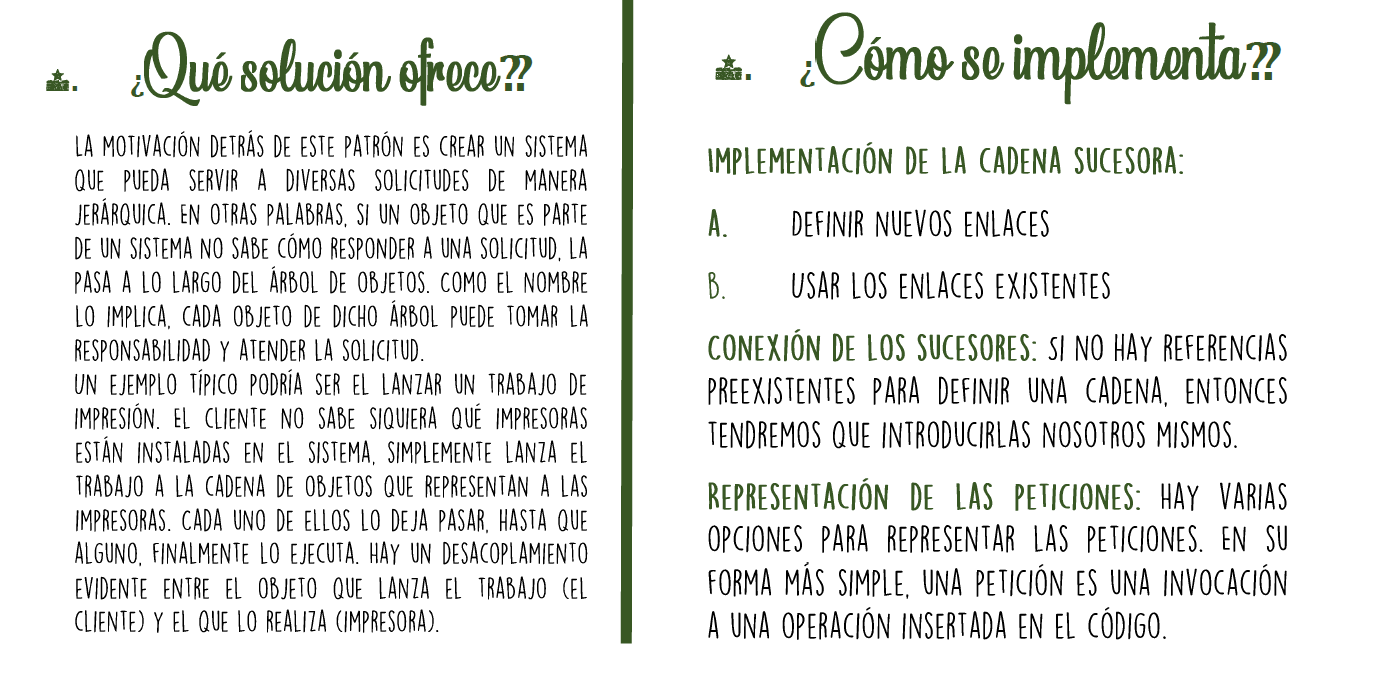 ¿Qué solución ofrece??
LA MOTIVACIÓN DETRÁS DE ESTE PATRÓN ES CREAR UN SISTEMA
QUE PUEDA SERVIR A DIVERSAS SOLICITUDES DE MANERA
JERÁRQUICA. EN OTRAS PALABRAS, SI UN OBJETO QUE ES PARTE
DE UN SISTEMA NO SABE CÓMO RESPONDER A UNA SOLICITUD, LA
PASA A LO LARGO DEL ÁRBOL DE OBJETOS. COMO EL NOMBRE
LO IMPLICA, CADA OBJETO DE DICHO ÁRBOL PUEDE TOMAR LA
RESPONSABILIDAD Y ATENDER LA SOLICITUD.
UN EJEMPLO TÍPICO PODRÍA SER EL LANZAR UN TRABAJO DE
IMPRESIÓN. EL CLIENTE NO SABE SIQUIERA QUÉ IMPRESORAS
ESTÁN INSTALADAS EN EL SISTEMA, SIMPLEMENTE LANZA EL
TRABAJO A LA CADENA DE OBJETOS QUE REPRESENTAN A LAS
IMPRESORAS. CADA UNO DE ELLOS LO DEJA PASAR, HASTA QUE
ALGUNO, FINALMENTE LO EJECUTA. HAY UN DESACOPLAMIENTO
EVIDENTE ENTRE EL OBJETO QUE LANZA EL TRABAJO (EL
CLIENTE) Y EL QUE LO REALIZA (IMPRESORA).
¿Cómo se implementa??
IMPLEMENTACIÓN DE LA CADENA SUCESORA:
A. DEFINIR NUEVOS ENLACES
B. USAR LOS ENLACES EXISTENTES
CONEXIÓN DE LOS SUCESORES: SI NO HAY REFERENCIAS
PREEXISTENTES PARA DEFINIR UNA CADENA, ENTONCES
TENDREMOS QUE INTRODUCIRLAS NOSOTROS MISMOS.
REPRESENTACIÓN DE LAS PETICIONES: HAY VARIAS
OPCIONES PARA REPRESENTAR LAS PETICIONES. EN SU
FORMA MÁS SIMPLE, UNA PETICIÓN ES UNA INVOCACIÓN
A UNA OPERACIÓN INSERTADA EN EL CÓDIGO.